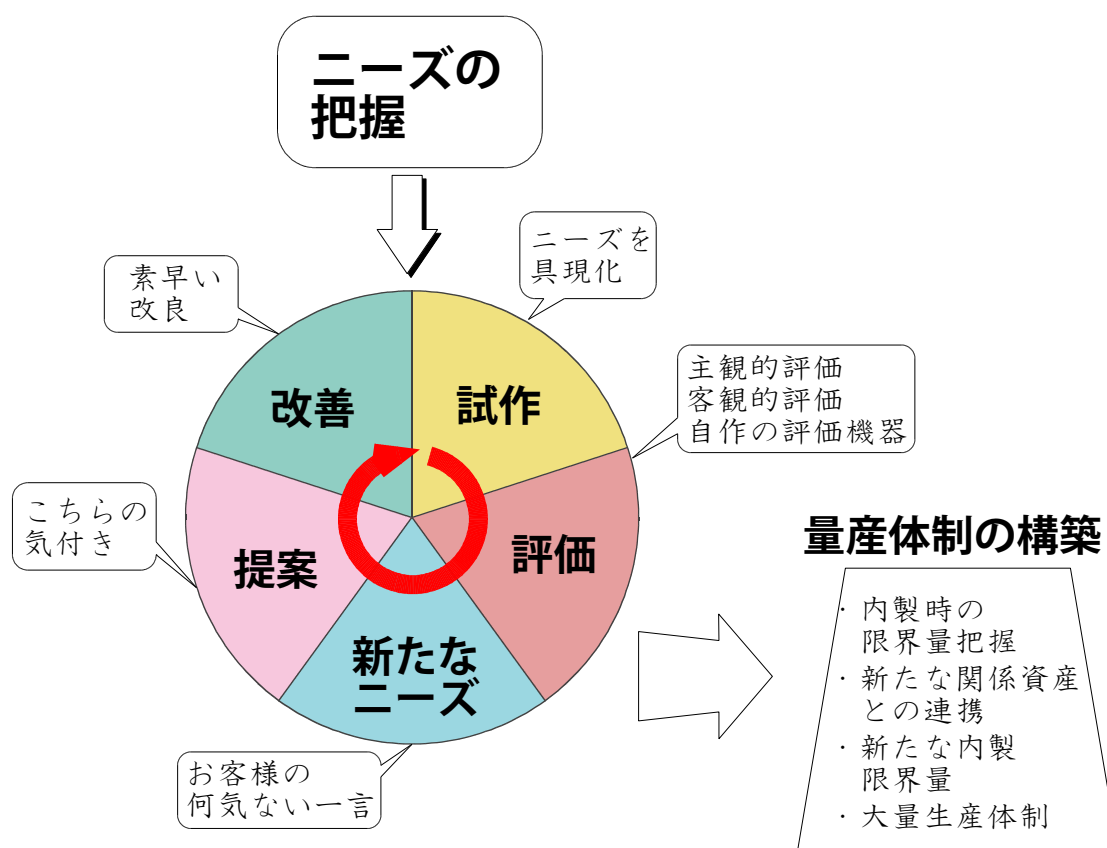 ニーズの
把握
ニーズを
具現化
素早い
改良
主観的評価
客観的評価
自作の評価機器
改善
試作
こちらの
気付き
提案
評価
新たな
ニーズ
お客様の
何気ない一言
量産体制の構築
・内製時の
限界量把握
・新たな関係資産
との連携
・新たな内製
限界量
・大量生産体制